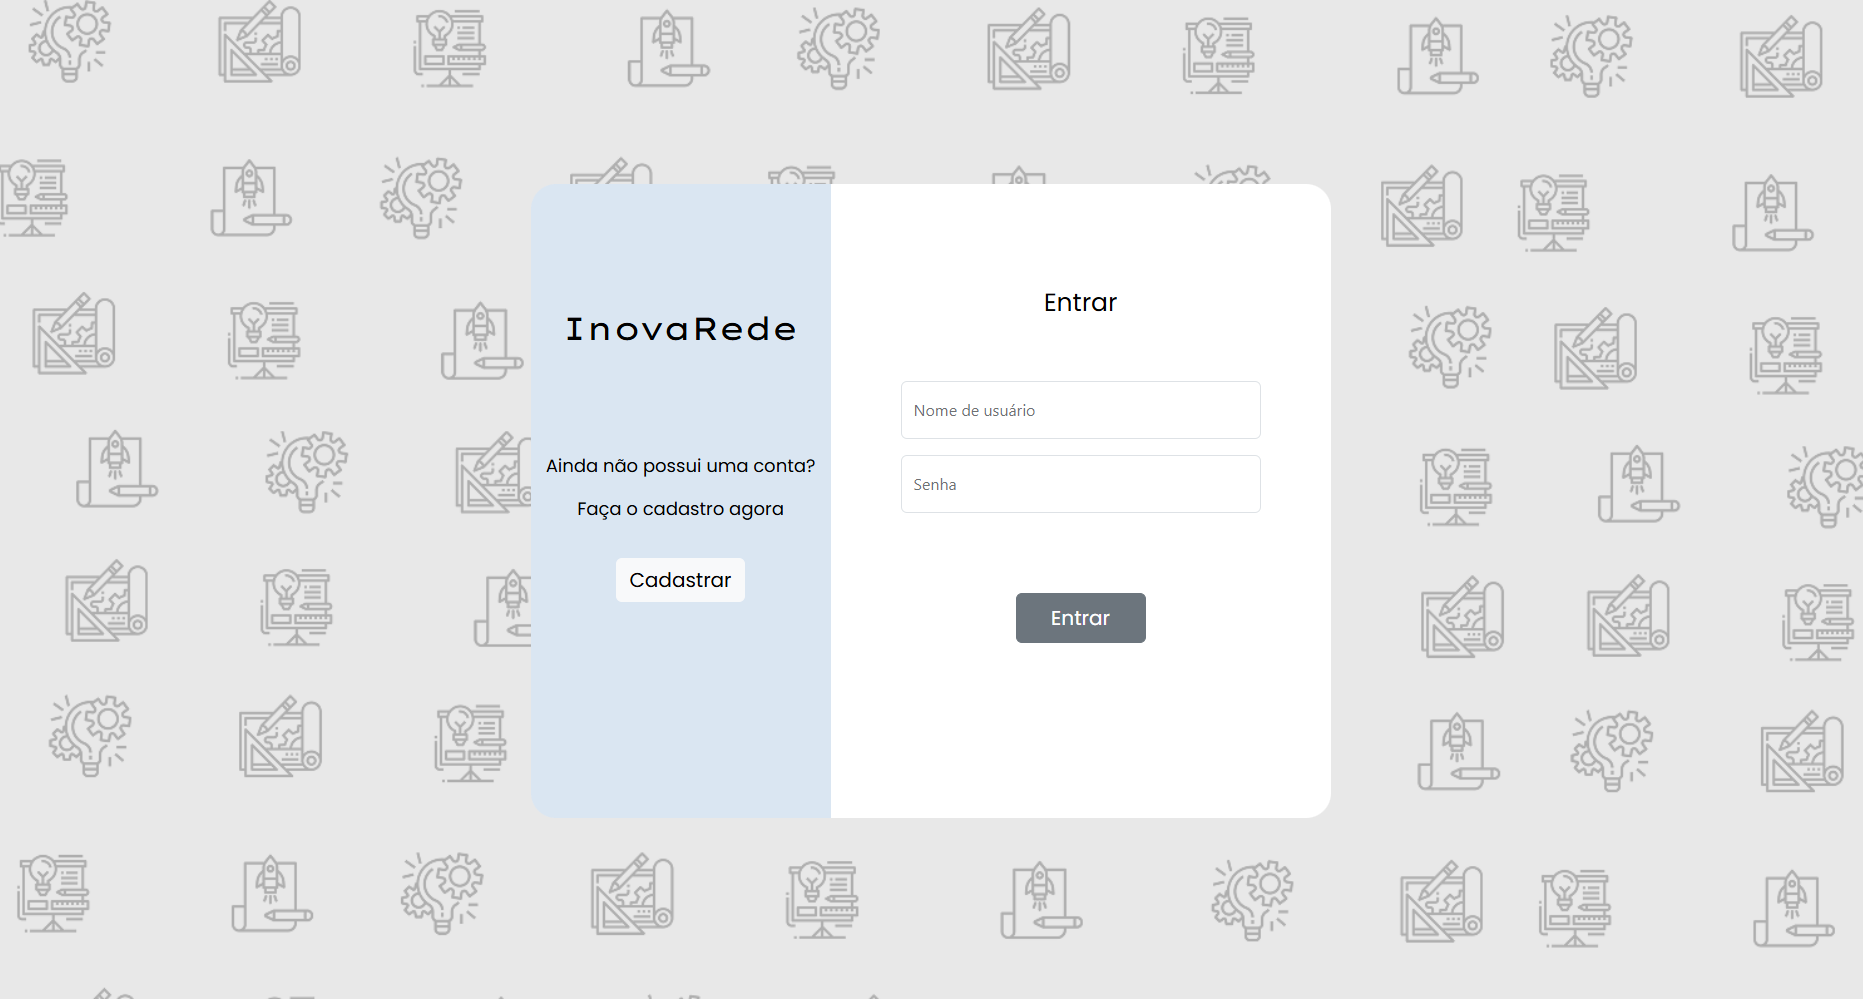 InovaRede
Ainda não possui uma conta?
Faça o cadastro agora
Cadastrar
Entrar
Nome de usuário
Senha
Entrar